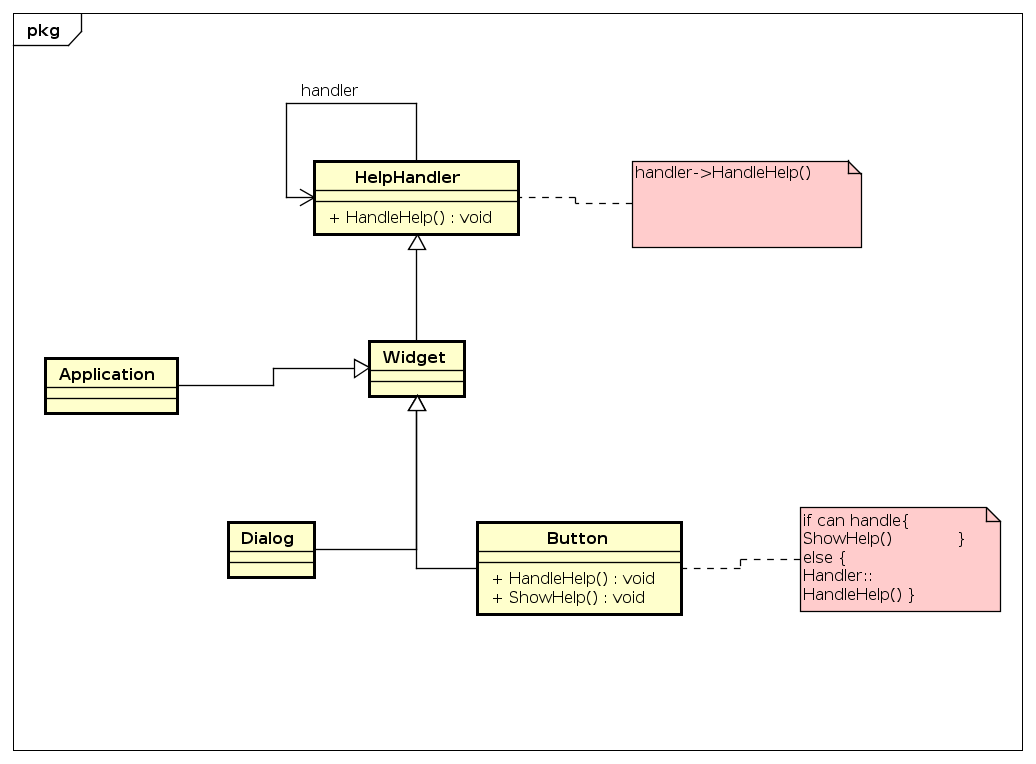 pkg
handler
HelpHandler
+ HandleHelp() : void
handler->HandleHelp()
Widget
Application
Dialog
Button
+ HandleHelp() : void
+ ShowHelp() : void
if can handle{
ShowHelp() }
else {
Handler::
HandleHelp() }